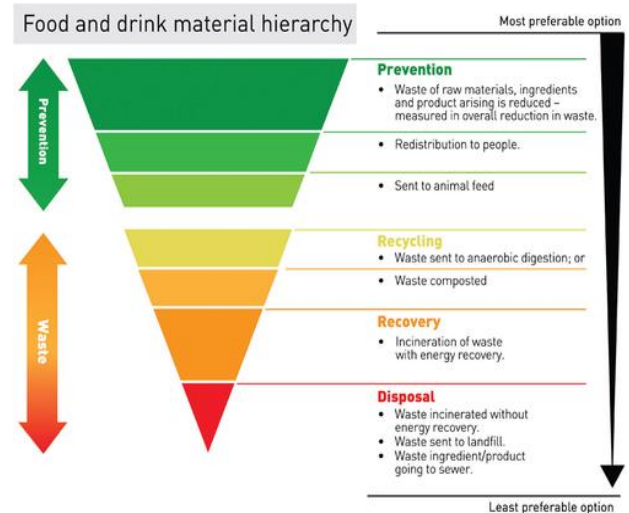 Food and drink material hierarchy
Most preferable option
Prevention
Prevention
• Waste of raw materials, ingredients
and product arising is reduced –
measured in overall reduction in waste.
• Redistribution to people.
• Sent to animal feed
Waste
Recycling
• Waste sent to anaerobic digestion; or
• Waste composted
Recovery
• Incineration of waste
with energy recovery.
Disposal
• Waste incinerated without
energy recovery.
• Waste sent to landfill.
• Waste ingredient/product
going to sewer.
Least preferable option